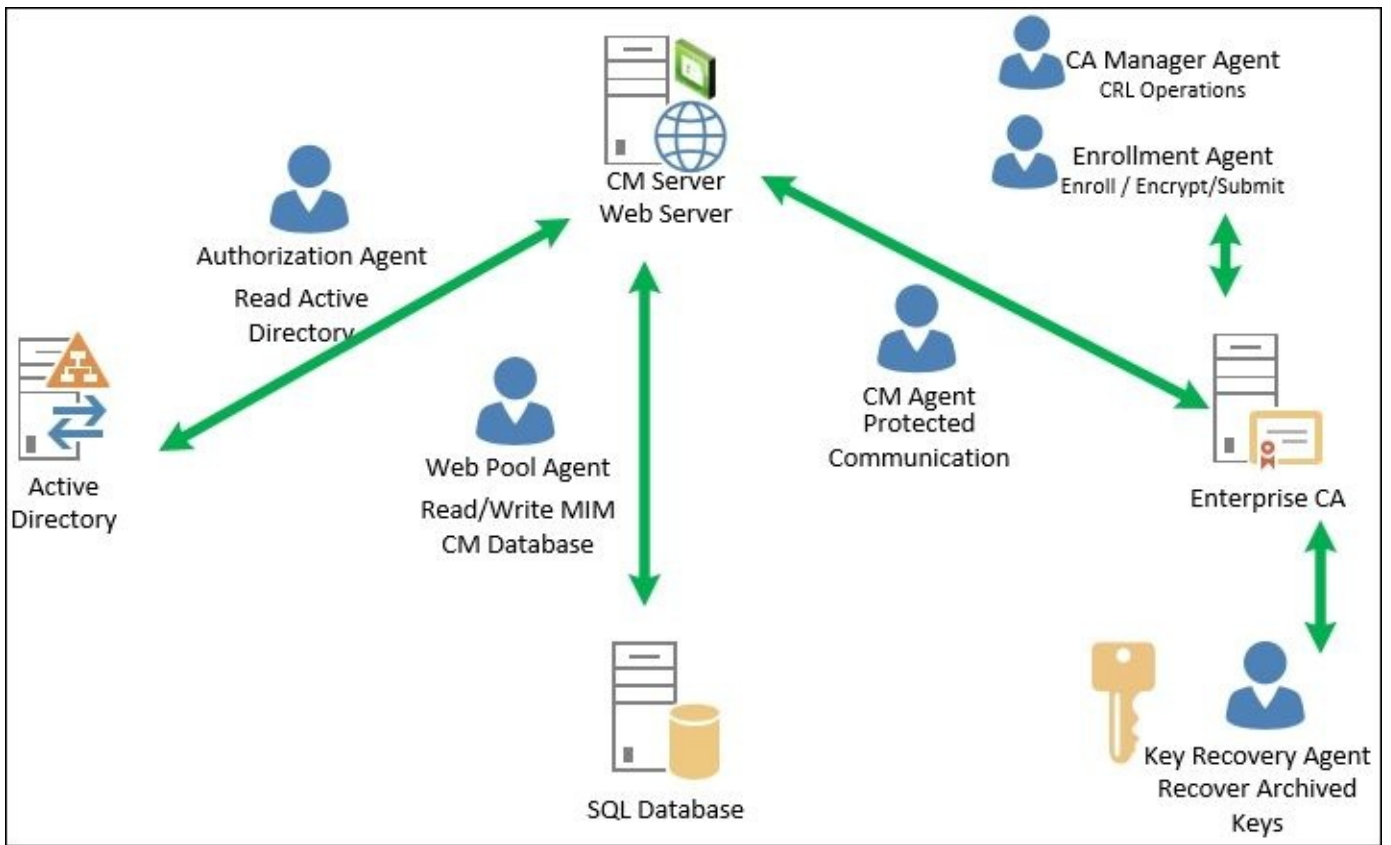 CM Server
Web Server
CA Manager Agent
CRL Operations
Enrollment Agent
Enroll / Encrypt/Submit
Authorization Agent
Read Active
Directory
Active
Directory
Web Pool Agent
Read/Write MIM
CM Database
CM Agent
Protected
Communication
Enterprise CA
SQL Database
Key Recovery Agent
Recover Archived
Keys